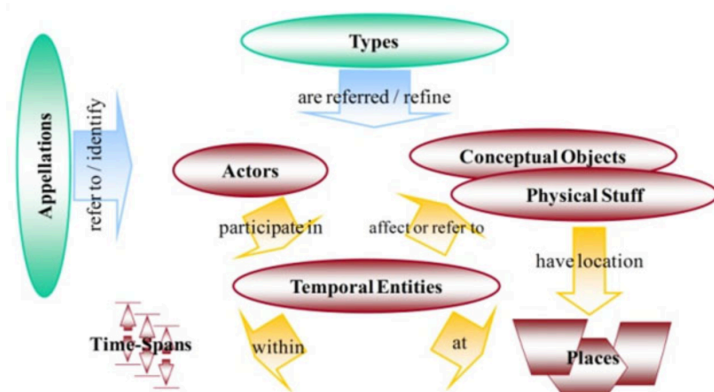 Types
are referred / refine
Appellations
refer to / identify
Actors
Conceptual Objects
Physical Stuff
participate in
affect or refer to
have location
Temporal Entities
Time-Spans
within
at
Places